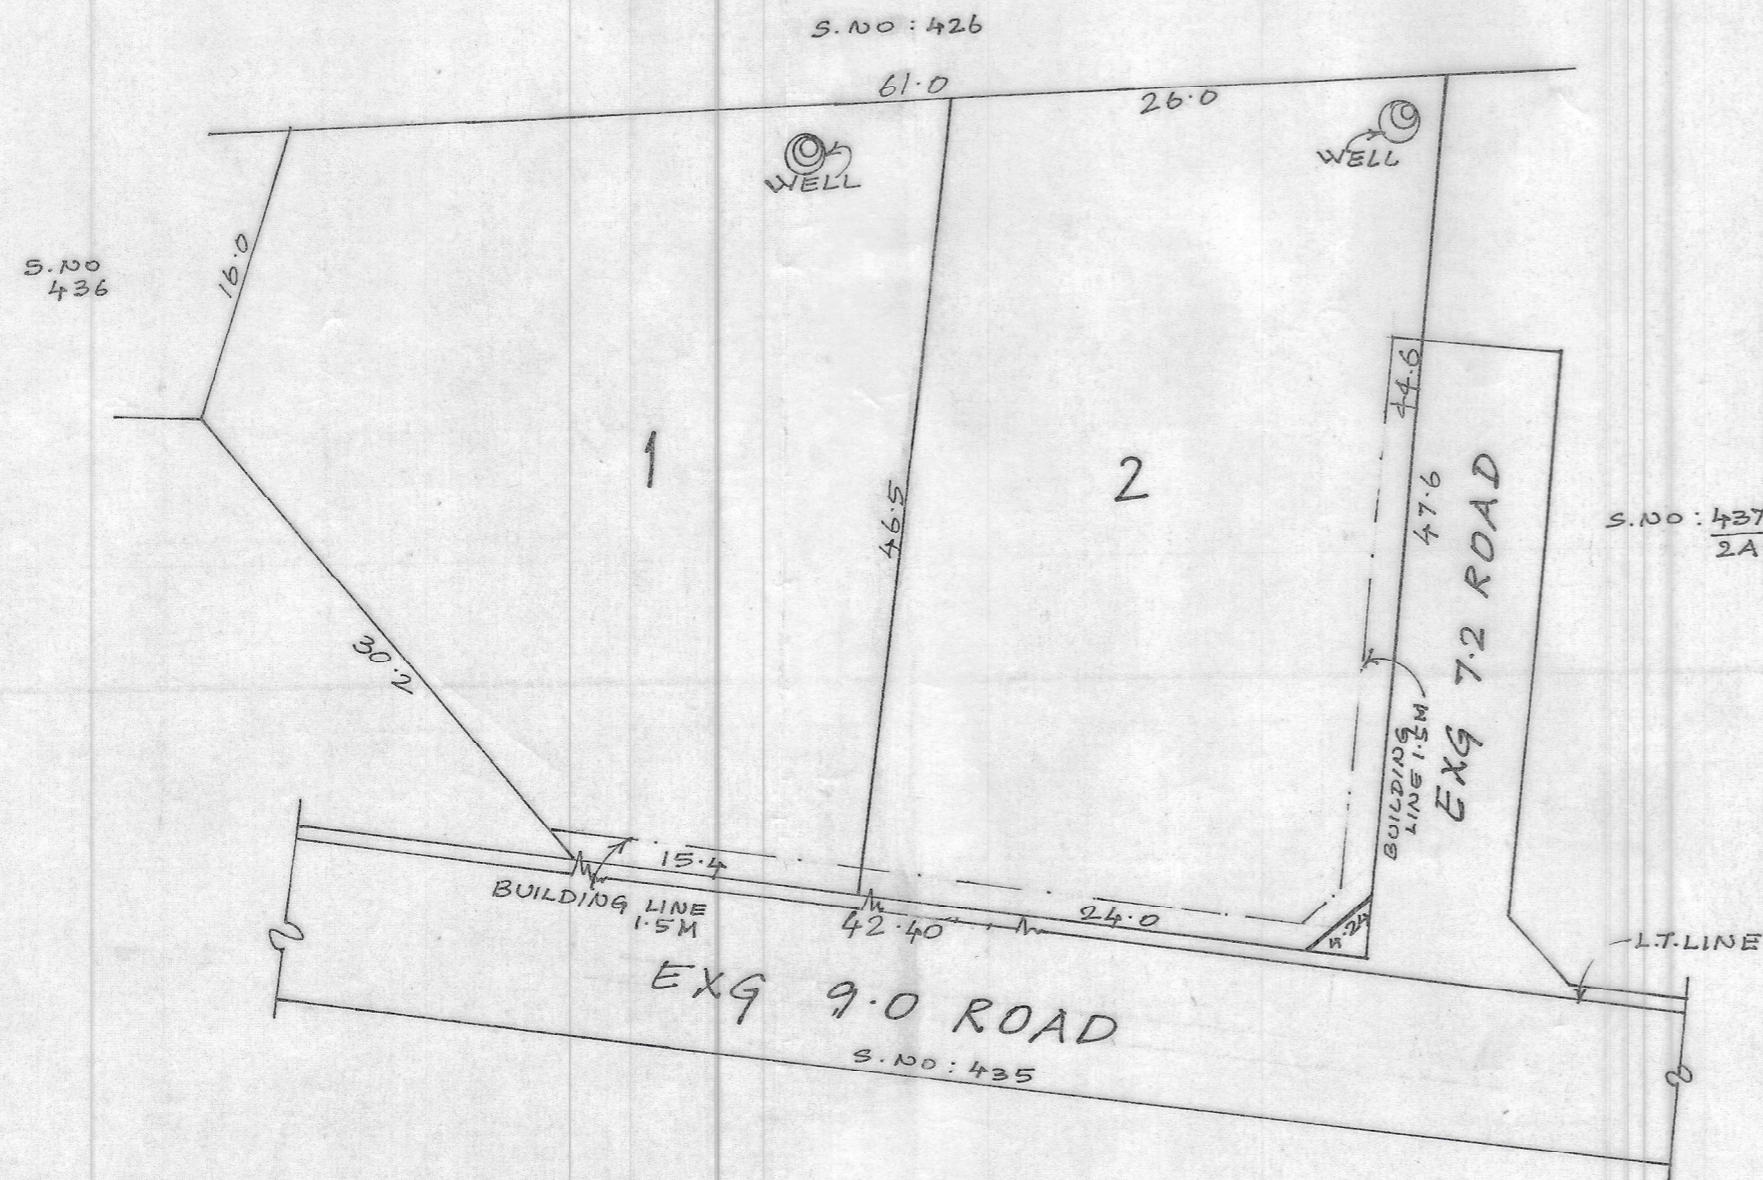 S.NO : 426
61.0
26.0
WELL
WELL
S.NO
436
16.0
44.6
1
2
46.5
47.6
EXG 7.2 ROAD
S.NO : 437
2A
30.2
BUILDING
LINE 1.5M
15.4
BUILDING LINE
1.5M
42.40
24.0
L.T.LINE
EXG 9.0 ROAD
S.NO : 435